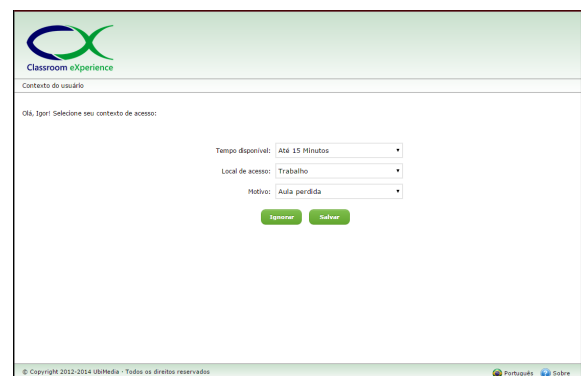 Classroom eXperience
Contexto do usuário
Olá, Igor! Selecione seu contexto de acesso:
Tempo disponível: Até 15 Minutos
Local de acesso: Trabalho
Motivo: Aula perdida
Ignorar Salvar
© Copyright 2012-2014 UbiMedia - Todos os direitos reservados Português Sobre